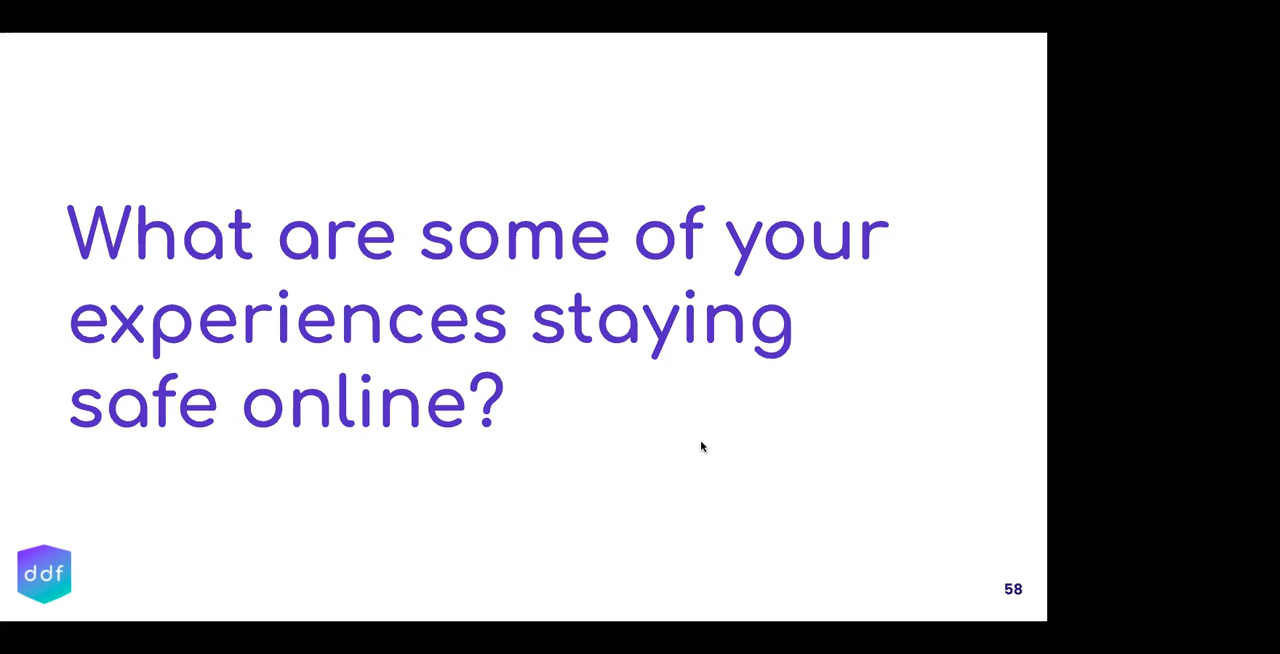 What are some of your
experiences staying
safe online?
ddf
58